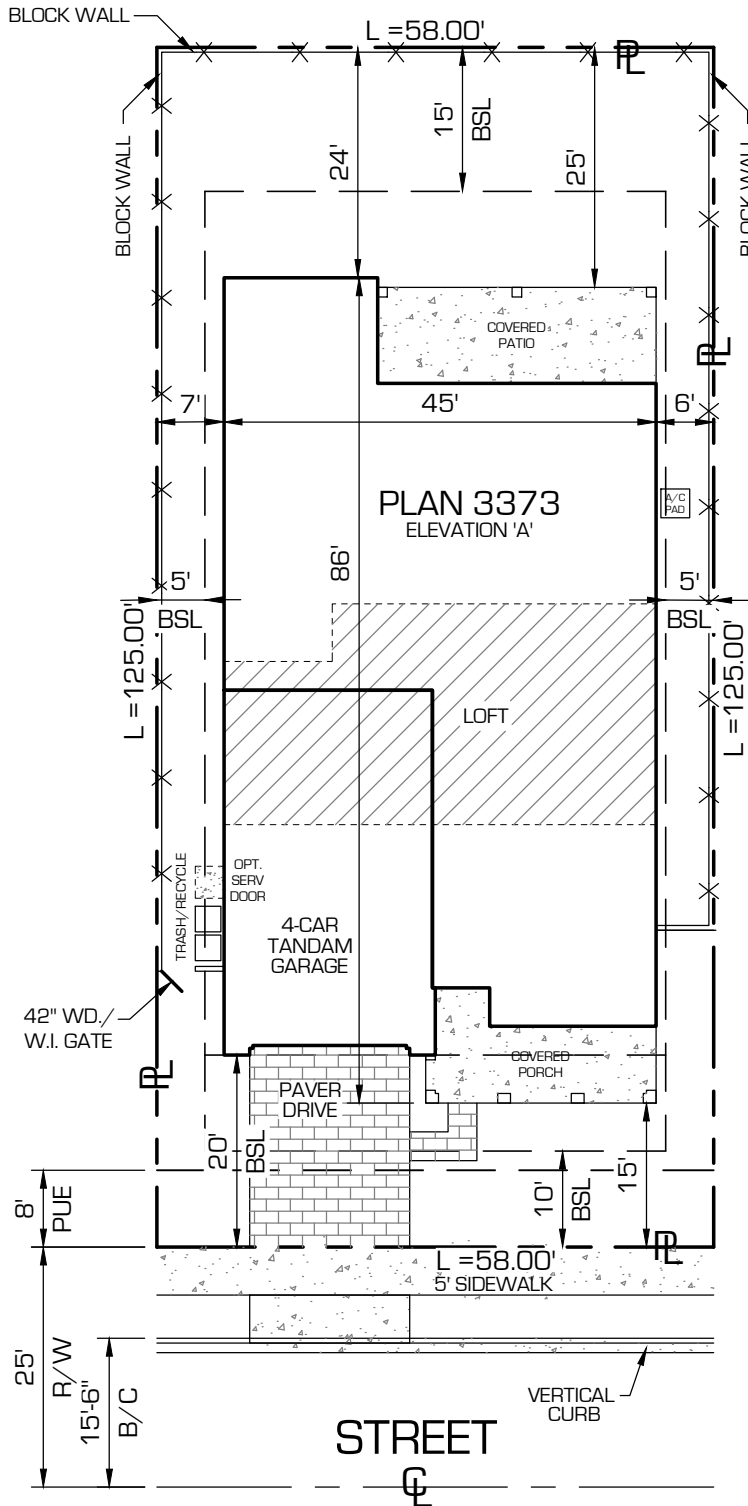 BLOCK WALL
L =58.00'
PL
BLOCK WALL
24'
15'
BSL
25'
BLOCK WALL
COVERED
PATIO
PL
7'
45'
6'
PLAN 3373
ELEVATION 'A'
A/C
PAD
86'
5'
BSL
5'
BSL
L =125.00'
L =125.00'
LOFT
TRASH/RECYCLE
OPT.
SERV
DOOR
4-CAR
TANDAM
GARAGE
42" WD./
W.I. GATE
PL
COVERED
PORCH
PAVER
DRIVE
20'
BSL
8'
PUE
10'
BSL
15'
PL
L =58.00'
5' SIDEWALK
25'
R/W
15'-6"
B/C
VERTICAL
CURB
STREET
CL